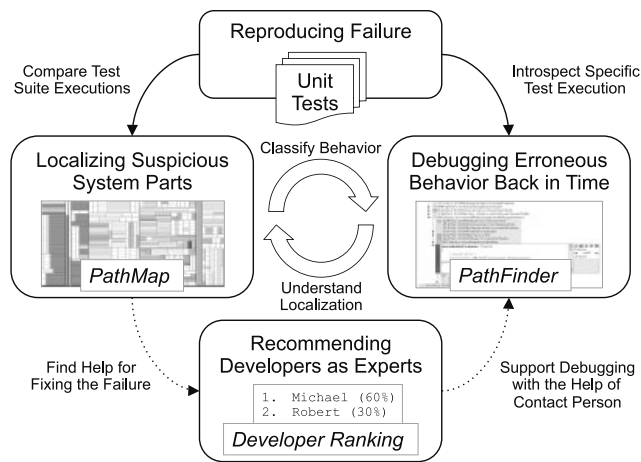 Reproducing Failure
Unit
Tests
Compare Test
Suite Executions
Introspect Specific
Test Execution
Localizing Suspicious
System Parts
PathMap
Classify Behavior
Understand
Localization
Debugging Erroneous
Behavior Back in Time
PathFinder
Find Help for
Fixing the Failure
Recommending
Developers as Experts
1. Michael (60%)
2. Robert (30%)
Developer Ranking
Support Debugging
with the Help of
Contact Person